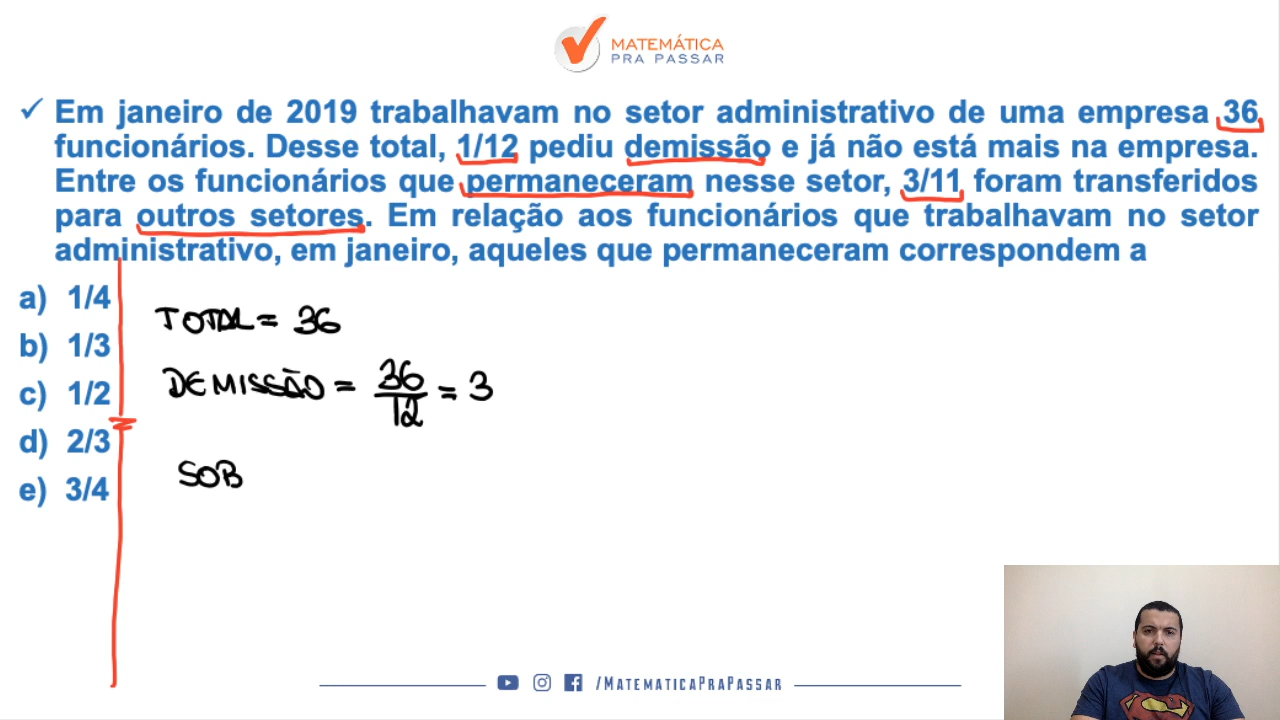 MATEMÁTICA
PRA PASSAR
✓ Em janeiro de 2019 trabalhavam no setor administrativo de uma empresa 36
funcionários. Desse total, 1/12 pediu demissão e já não está mais na empresa.
Entre os funcionários que permaneceram nesse setor, 3/11 foram transferidos
para outros setores. Em relação aos funcionários que trabalhavam no setor
administrativo, em janeiro, aqueles que permaneceram correspondem a
a) 1/4
b) 1/3
c) 1/2
d) 2/3
e) 3/4
TOTAL = 36
DEMISSÃO = 36/12 = 3
SOB
/MATEMATICAPRAPASSAR